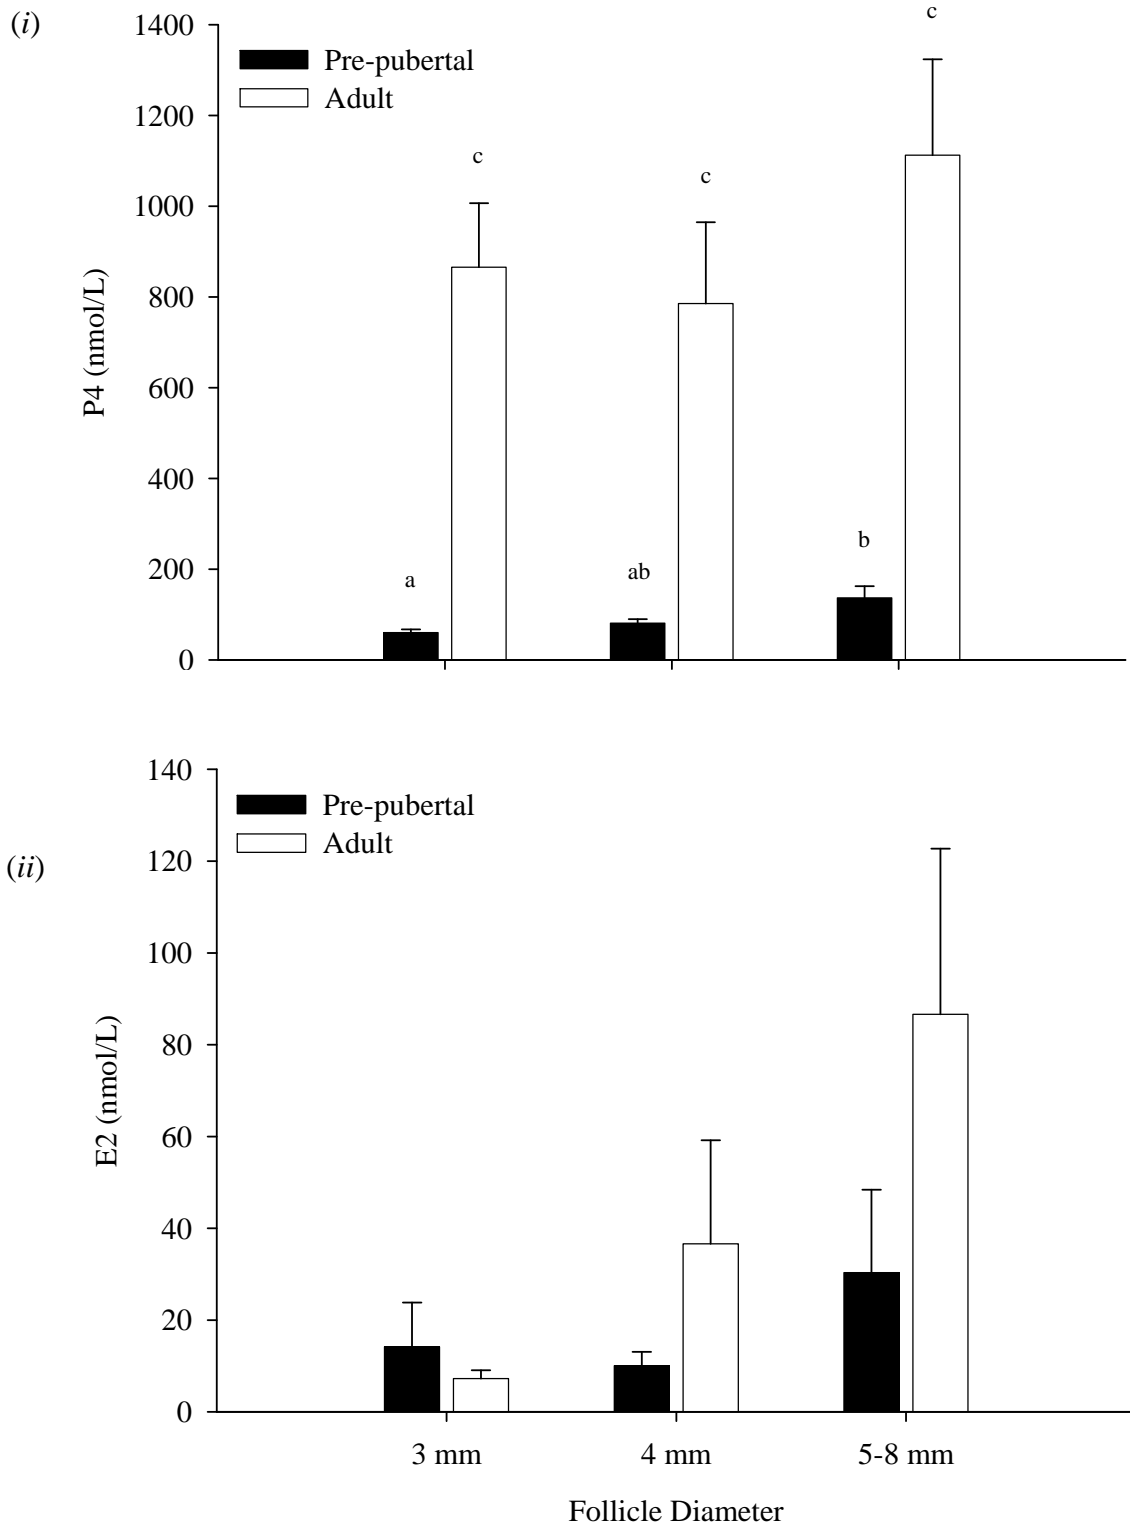 (i)
1400
1200
1000
800
600
400
200
0
P4 (nmol/L)
Pre-pubertal
Adult
a
c
ab
c
b
c
(ii)
140
120
100
80
60
40
20
0
E2 (nmol/L)
Pre-pubertal
Adult
3 mm 4 mm 5-8 mm
Follicle Diameter